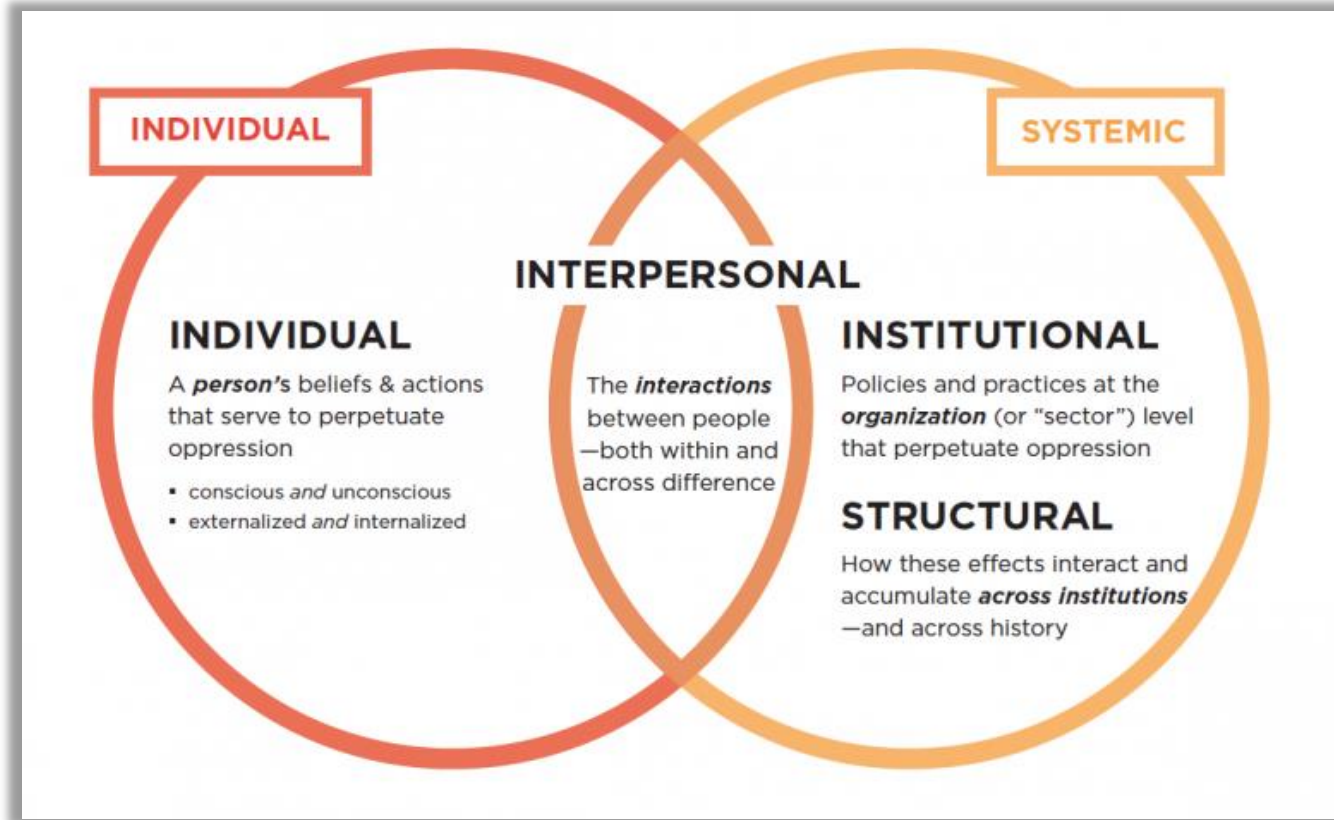 INDIVIDUAL
SYSTEMIC
INTERPERSONAL
INDIVIDUAL
A person's beliefs & actions
that serve to perpetuate
oppression
▪ conscious and unconscious
▪ externalized and internalized
The interactions
between people
—both within and
across difference
INSTITUTIONAL
Policies and practices at the
organization (or “sector”) level
that perpetuate oppression
STRUCTURAL
How these effects interact and
accumulate across institutions
—and across history